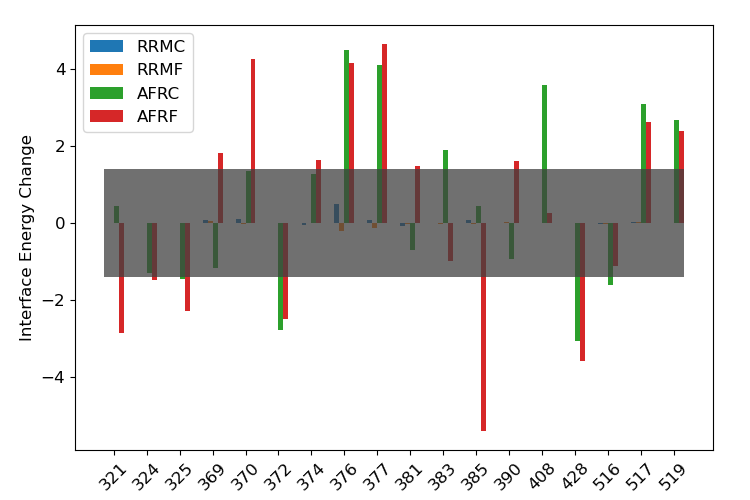 RRMC
RRMF
AFRC
AFRF
Interface Energy Change
4
2
0
−2
−4
321 324 325 369 370 372 374 376 377 381 383 385 390 408 428 516 517 519